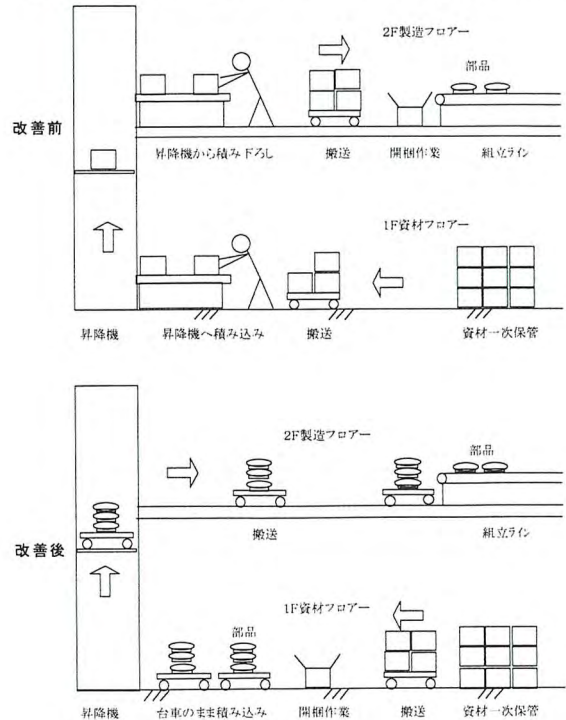 2F製造フロアー
部品
改善前
昇降機から積み下ろし
搬送
開梱作業
組立ライン
1F資材フロアー
昇降機
昇降機へ積み込み
搬送
資材一次保管
2F製造フロアー
部品
搬送
組立ライン
改善後
1F資材フロアー
部品
昇降機
台車のまま積み込み
開梱作業
搬送
資材一次保管